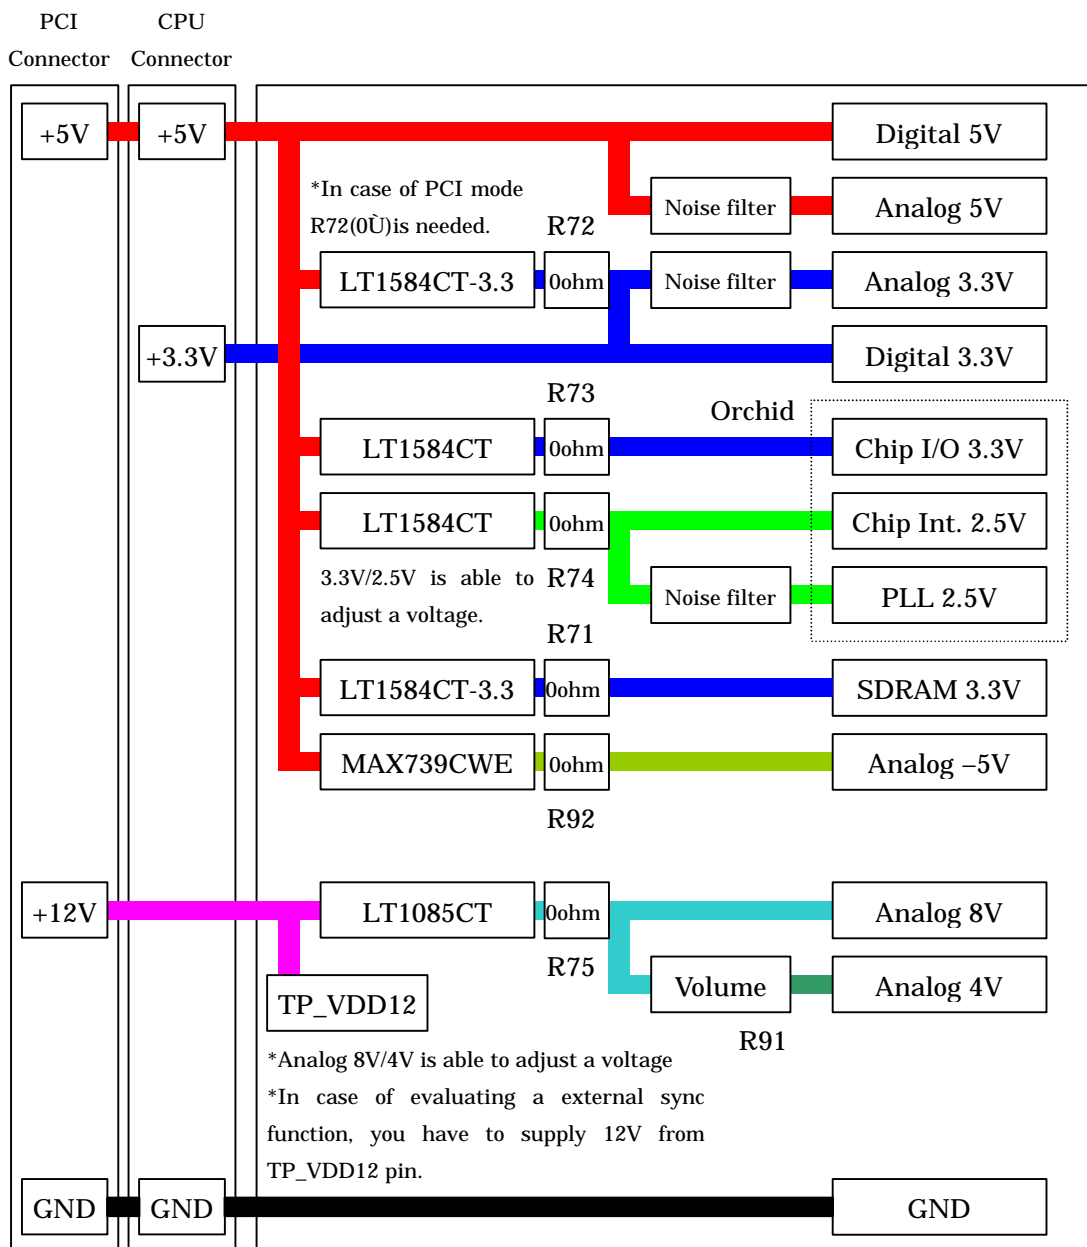 PCI
Connector
CPU
Connector
+5V
+5V
Digital 5V
*In case of PCI mode
R72(0Ù)is needed.
R72
Noise filter
Analog 5V
LT1584CT-3.3
0ohm
Noise filter
Analog 3.3V
+3.3V
Digital 3.3V
R73
Orchid
LT1584CT
0ohm
Chip I/O 3.3V
LT1584CT
0ohm
Chip Int. 2.5V
3.3V/2.5V is able to
adjust a voltage.
R74
Noise filter
PLL 2.5V
R71
LT1584CT-3.3
0ohm
SDRAM 3.3V
MAX739CWE
0ohm
Analog –5V
R92
+12V
LT1085CT
0ohm
Analog 8V
R75
Volume
Analog 4V
TP_VDD12
R91
*Analog 8V/4V is able to adjust a voltage
*In case of evaluating a external sync
function, you have to supply 12V from
TP_VDD12 pin.
GND
GND
GND